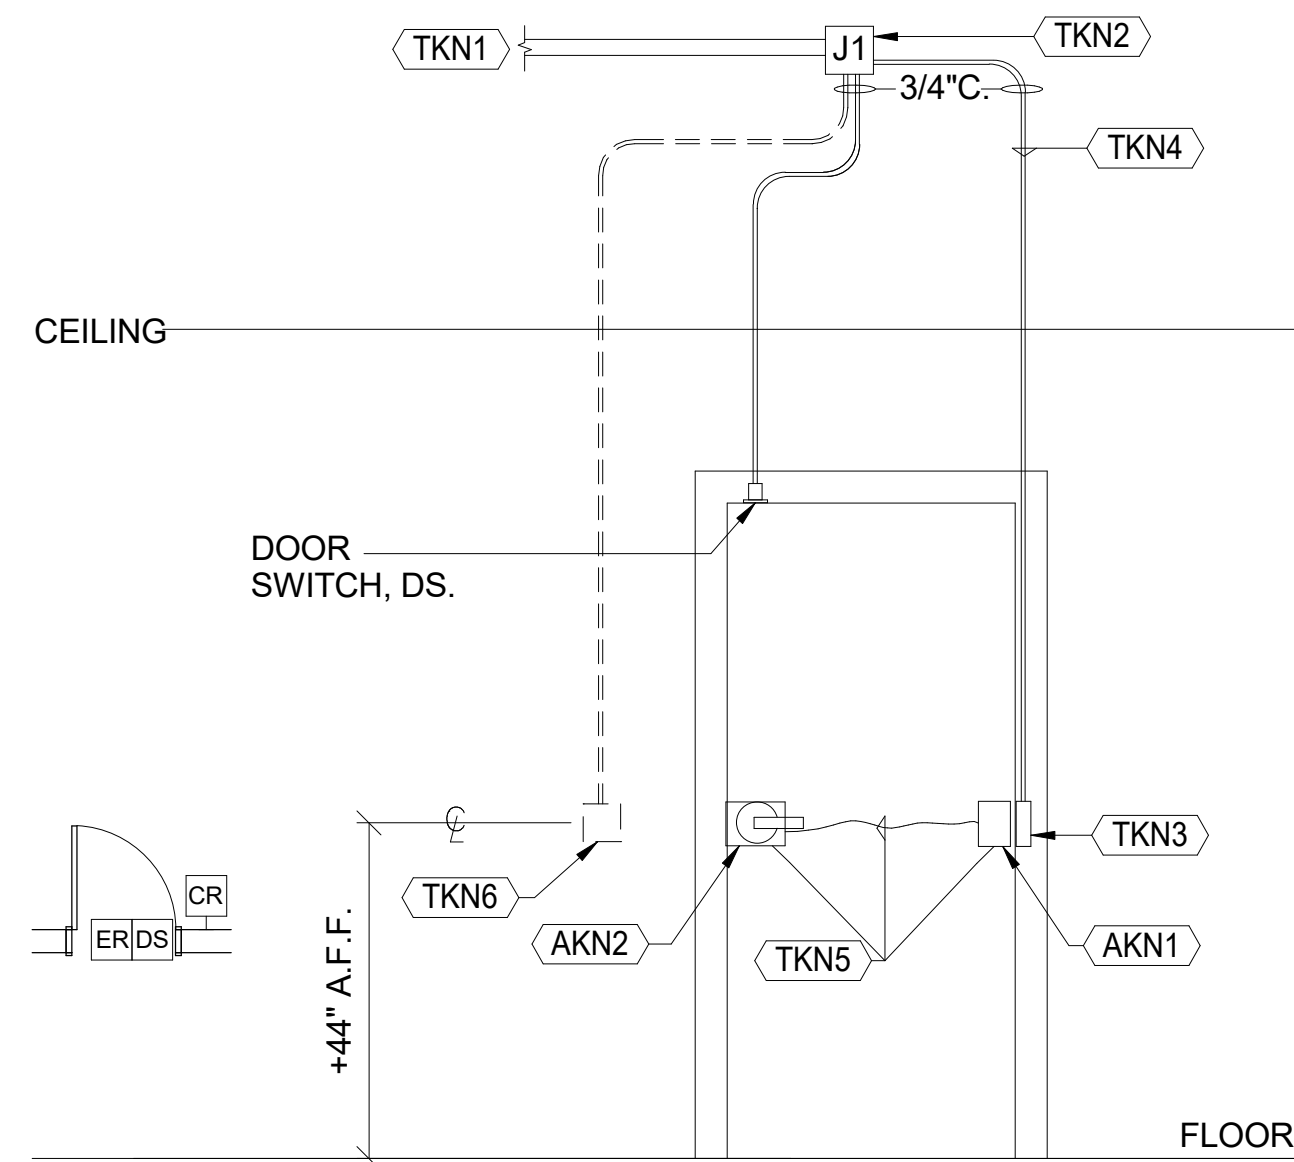 TKN1
J1
TKN2
3/4"C.
TKN4
CEILING
DOOR
SWITCH, DS.
℄
TKN3
TKN6
CR
ER DS
AKN2
TKN5
AKN1
+44" A.F.F.
FLOOR